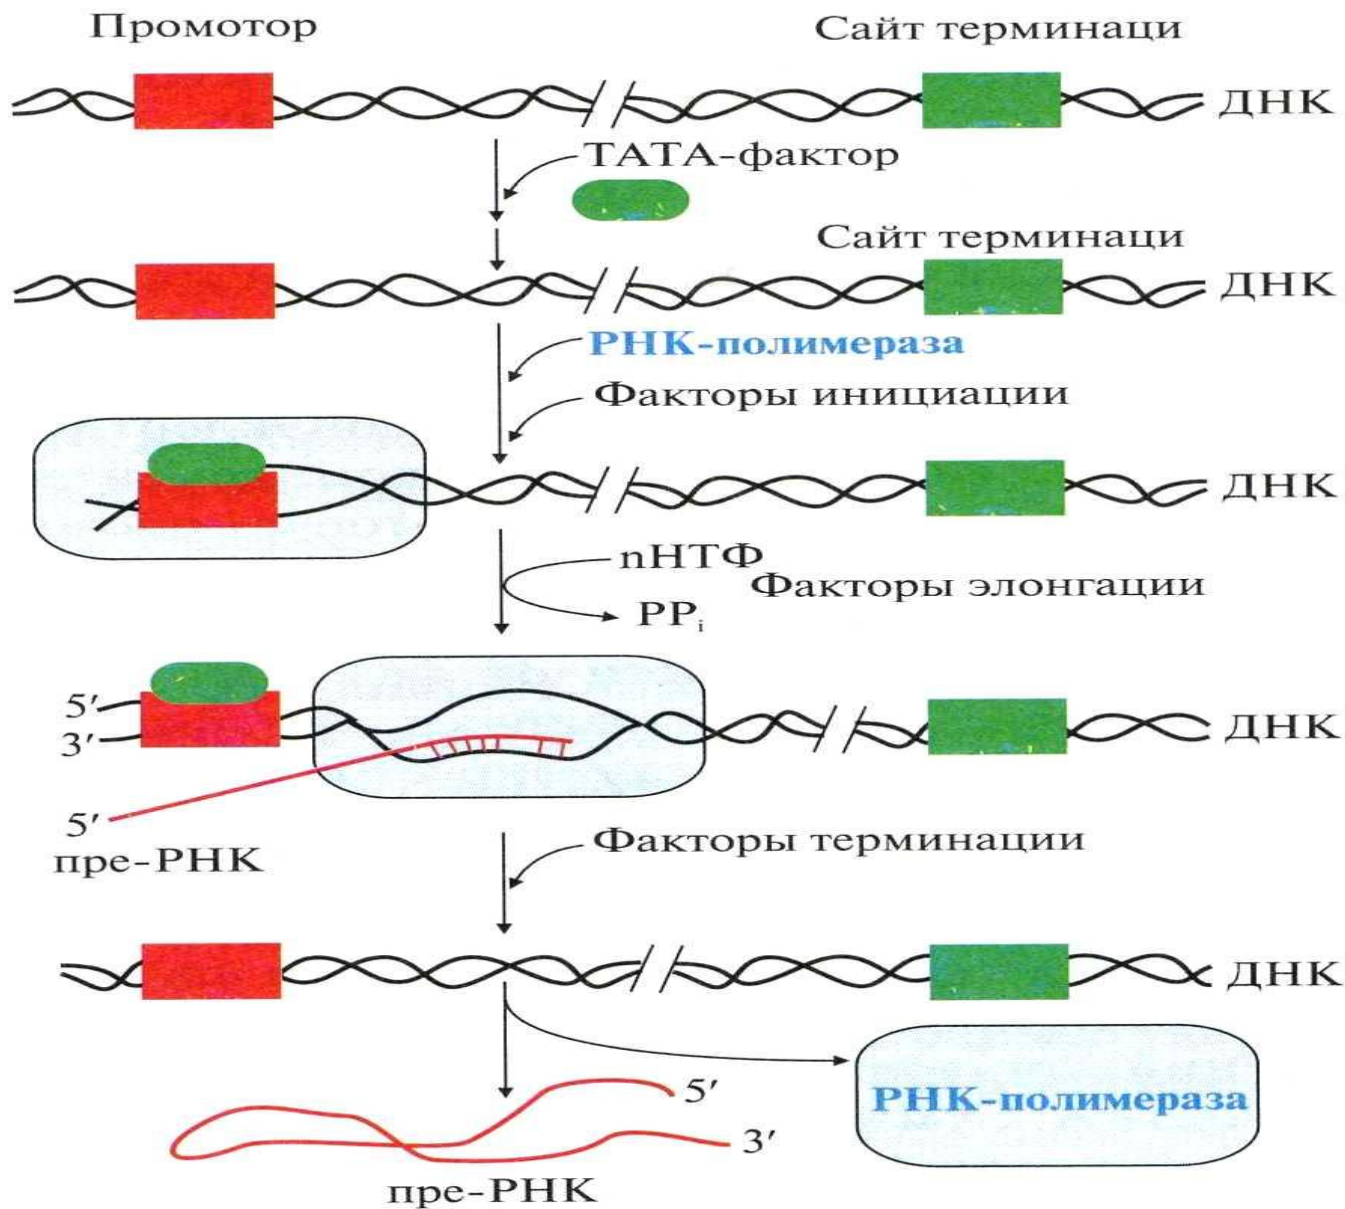 Промотор
Сайт терминаци
ДНК
ТАТА-фактор
Сайт терминаци
ДНК
РНК-полимераза
Факторы инициации
ДНК
nНТФ
Факторы элонгации
PPi
5′
3′
ДНК
5′
пре-РНК
Факторы терминации
ДНК
РНК-полимераза
5′
3′
пре-РНК